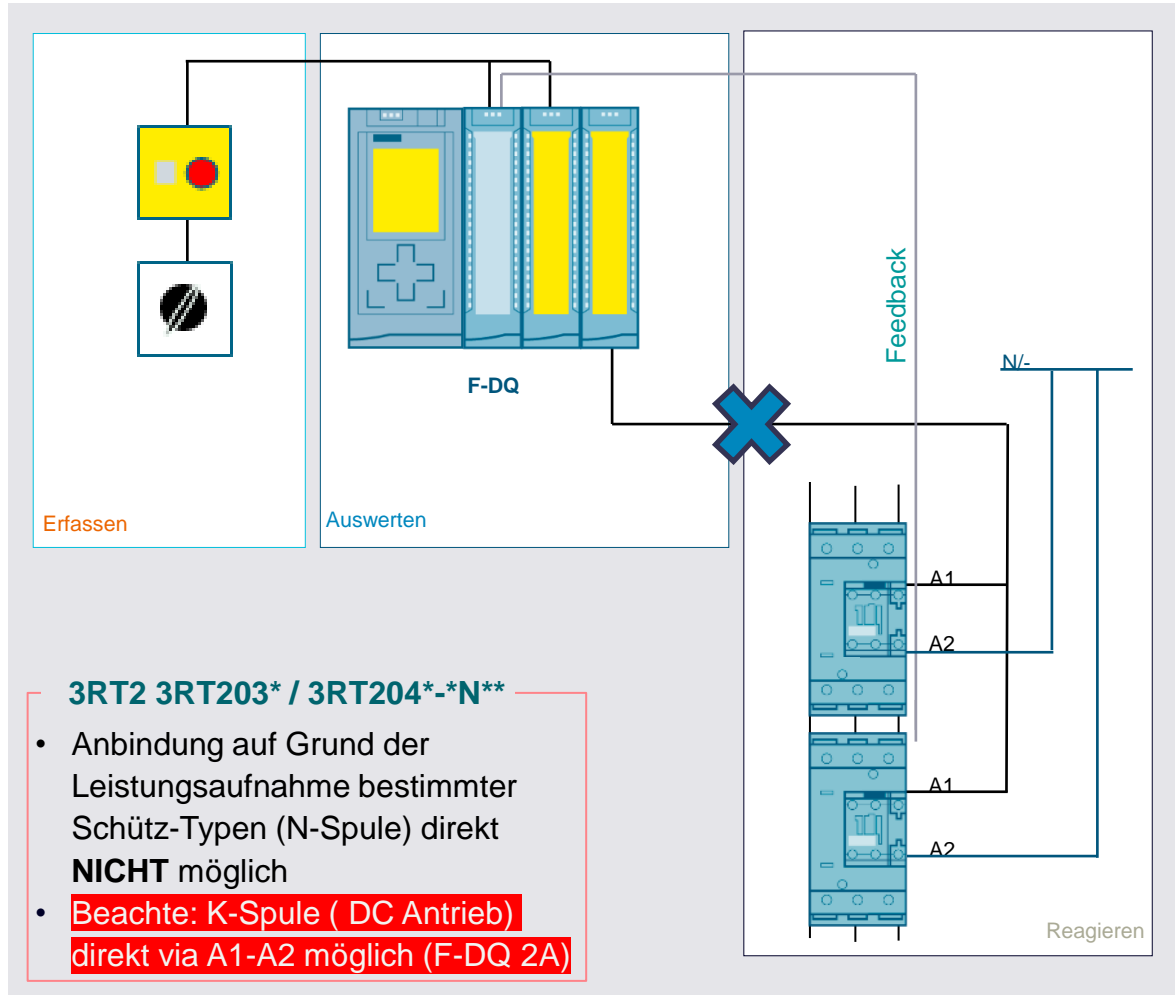 F-DQ
Feedback
N/-
Erfassen
Auswerten
A1
A2
A1
A2
Reagieren
3RT2 3RT203* / 3RT204*-*N**
• Anbindung auf Grund der
Leistungsaufnahme bestimmter
Schütz-Typen (N-Spule) direkt
NICHT möglich
• Beachte: K-Spule ( DC Antrieb)
direkt via A1-A2 möglich (F-DQ 2A)